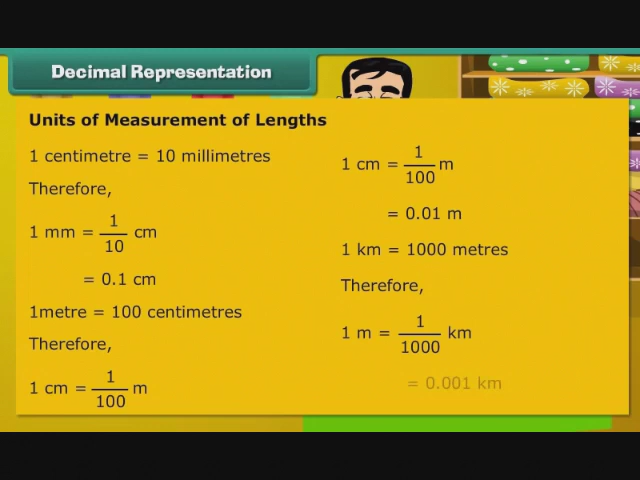 Decimal Representation
Units of Measurement of Lengths
1 centimetre = 10 millimetres
Therefore,
1 mm = 1/10 cm
= 0.1 cm
1metre = 100 centimetres
Therefore,
1 cm = 1/100 m
1 cm = 1/100 m
= 0.01 m
1 km = 1000 metres
Therefore,
1 m = 1/1000 km
= 0.001 km